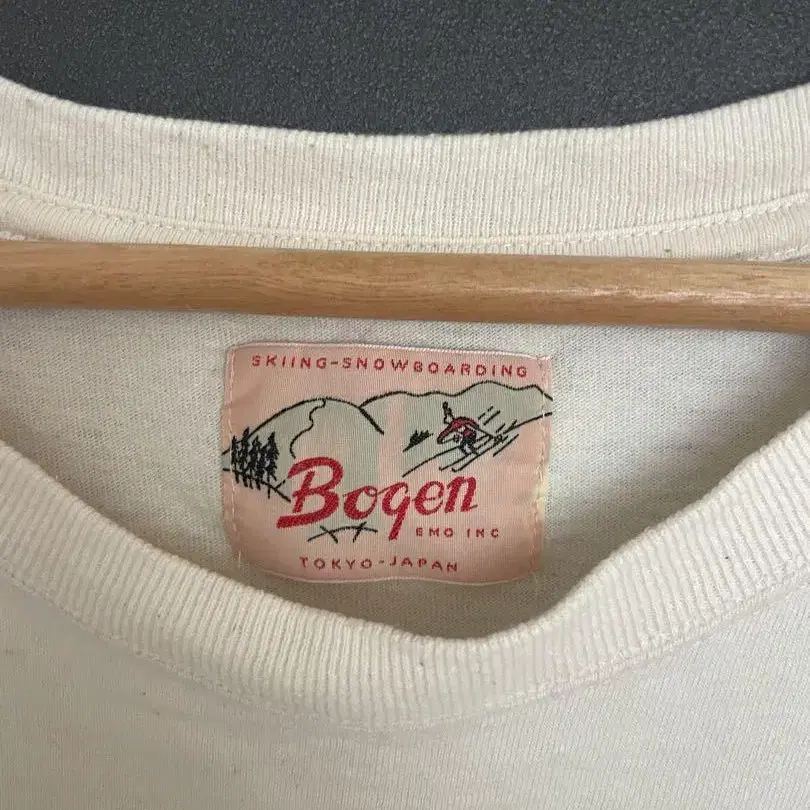 SKIING-SNOWBOARDING
Bogen
EMO INC
TOKYO-JAPAN